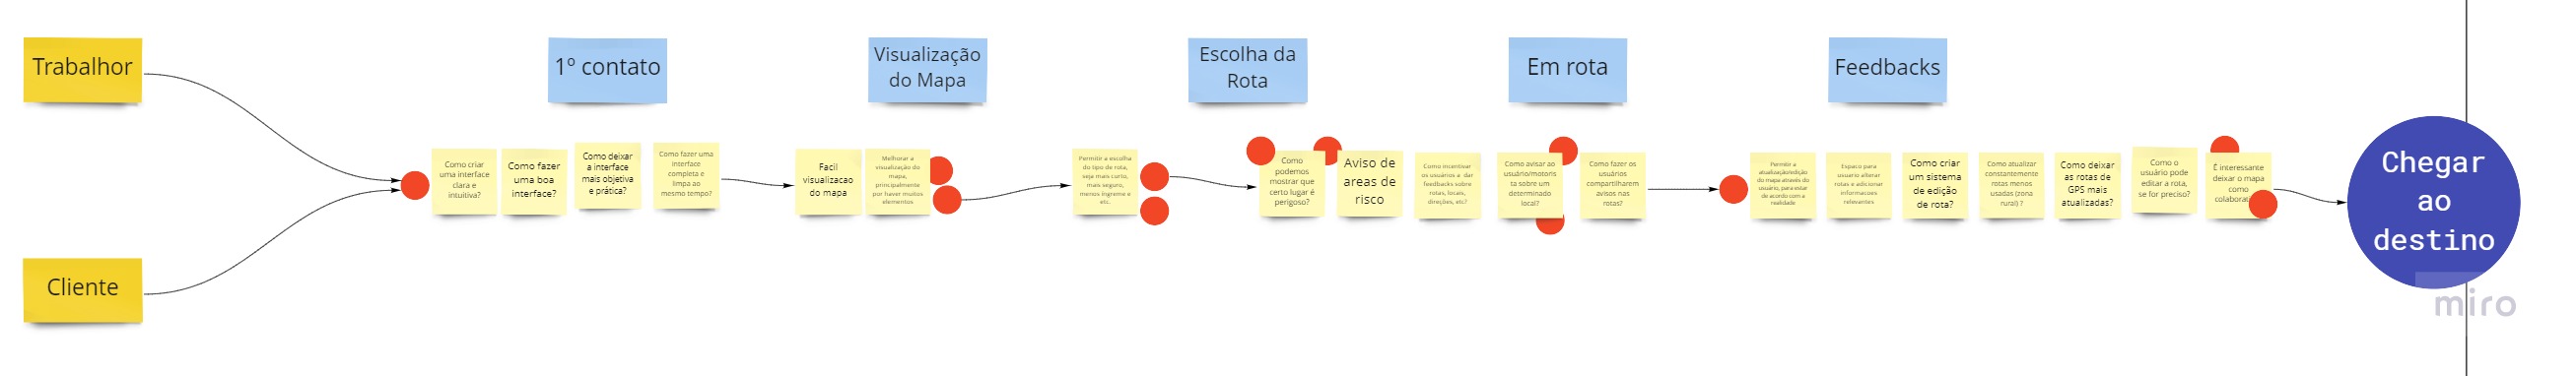 Trabalhor
Cliente
1º contato
Visualização
do Mapa
Escolha da
Rota
Em rota
Feedbacks
Como criar
uma interface
clara e
intuitiva?
Como fazer
uma boa
interface?
Como deixar
a interface
mais objetiva
e prática?
Como fazer uma
interface
completa e
limpa ao
mesmo tempo?
Facil
visualizacao
do mapa
Melhorar a
visualização do
mapa,
principalmente
por haver muitos
elementos
Permitir a escolha
do tipo de rota,
seja mais curto,
mais seguro,
menos íngreme e
etc.
Como
podemos
mostrar que
certo lugar é
perigoso?
Aviso de
areas de
risco
Como incentivar
os usuários a dar
feedbacks sobre
rotas, locais,
direções, etc?
Como avisar ao
usuário/motoris
ta sobre um
determinado
local?
Como fazer os
usuários
compartilharem
avisos nas
rotas?
Permitir a
atualização/edição
do mapa através do
usuário, para estar
de acordo com a
realidade
Espaco para
usuario alterar
rotas e adicionar
informacoes
relevantes
Como criar
um sistema
de edição
de rota?
Como atualizar
constantemente
rotas menos
usadas (zona
rural) ?
Como deixar
as rotas de
GPS mais
atualizadas?
Como o
usuário pode
editar a rota,
se for preciso?
É interessante
deixar o mapa
como
colaborat
Chegar
ao
destino
miro